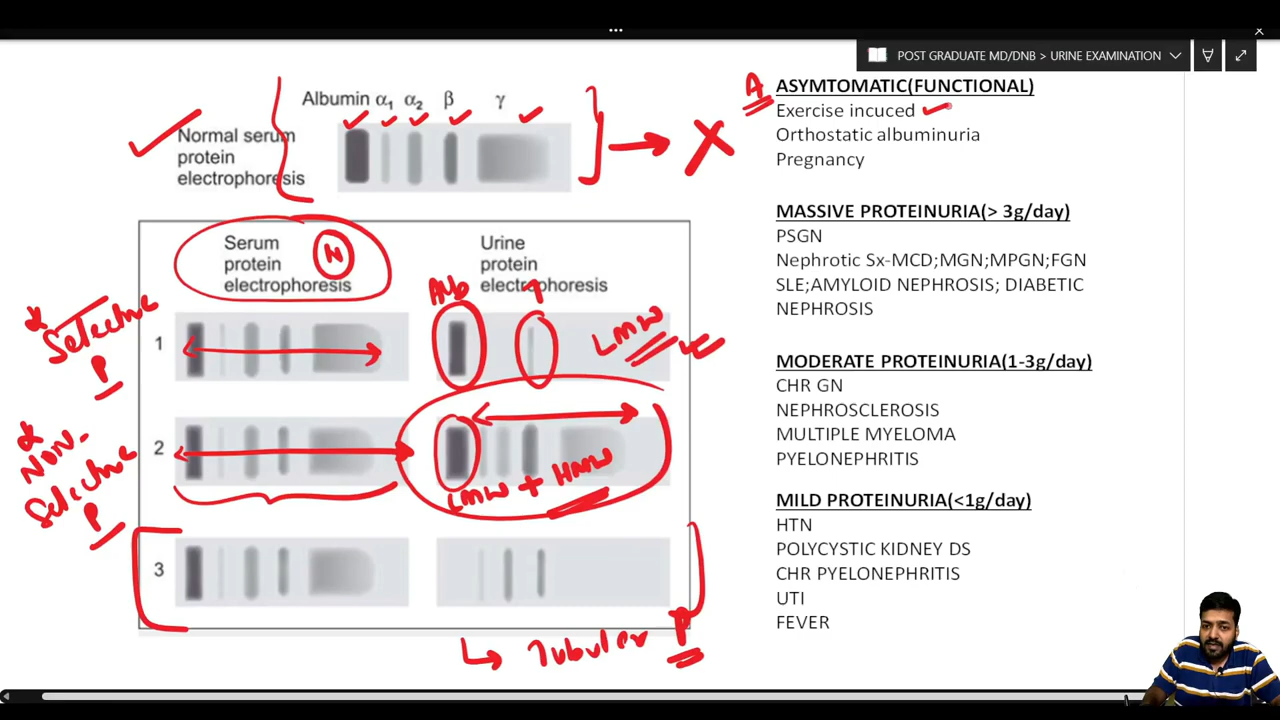 POST GRADUATE MD/DNB > URINE EXAMINATION
Albumin α₁ α₂ β γ
Normal serum
protein
electrophoresis
X
Serum
protein
electrophoresis
N
Urine
protein
electrophoresis
Alb
1
Selective
P
LMW
2
Non-
Selective
P
LMW + HMW
3
Tubuler P
A
ASYMTOMATIC(FUNCTIONAL)
Exercise incuced
Orthostatic albuminuria
Pregnancy
MASSIVE PROTEINURIA(> 3g/day)
PSGN
Nephrotic Sx-MCD;MGN;MPGN;FGN
SLE;AMYLOID NEPHROSIS; DIABETIC
NEPHROSIS
MODERATE PROTEINURIA(1-3g/day)
CHR GN
NEPHROSCLEROSIS
MULTIPLE MYELOMA
PYELONEPHRITIS
MILD PROTEINURIA(<1g/day)
HTN
POLYCYSTIC KIDNEY DS
CHR PYELONEPHRITIS
UTI
FEVER